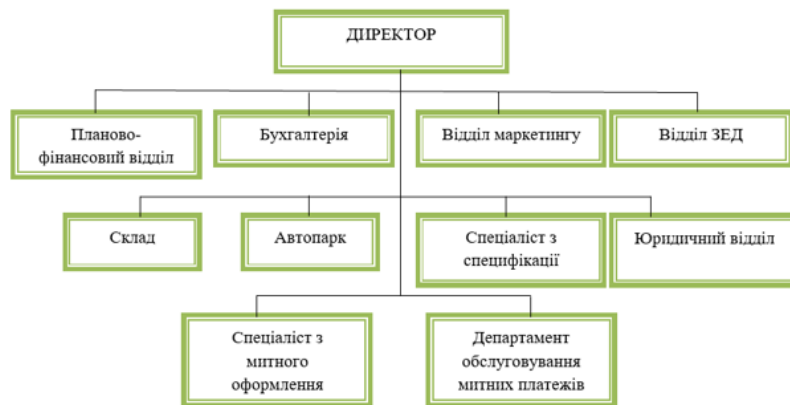 ДИРЕКТОР
Планово-
фінансовий відділ
Бухгалтерія
Відділ маркетингу
Відділ ЗЕД
Склад
Автопарк
Спеціаліст з
специфікації
Юридичний відділ
Спеціаліст з
митного
оформлення
Департамент
обслуговування
митних платежів